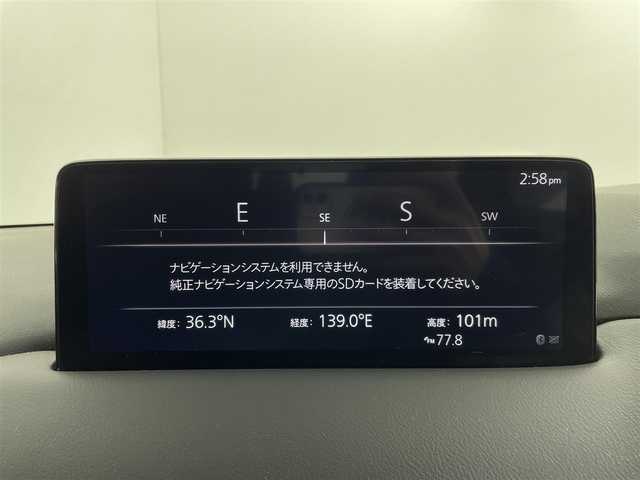 2:58pm
NE E SE S SW
ナビゲーションシステムを利用できません。
純正ナビゲーションシステム専用のSDカードを装着してください。
緯度: 36.3°N 経度: 139.0°E 高度: 101m
FM 77.8